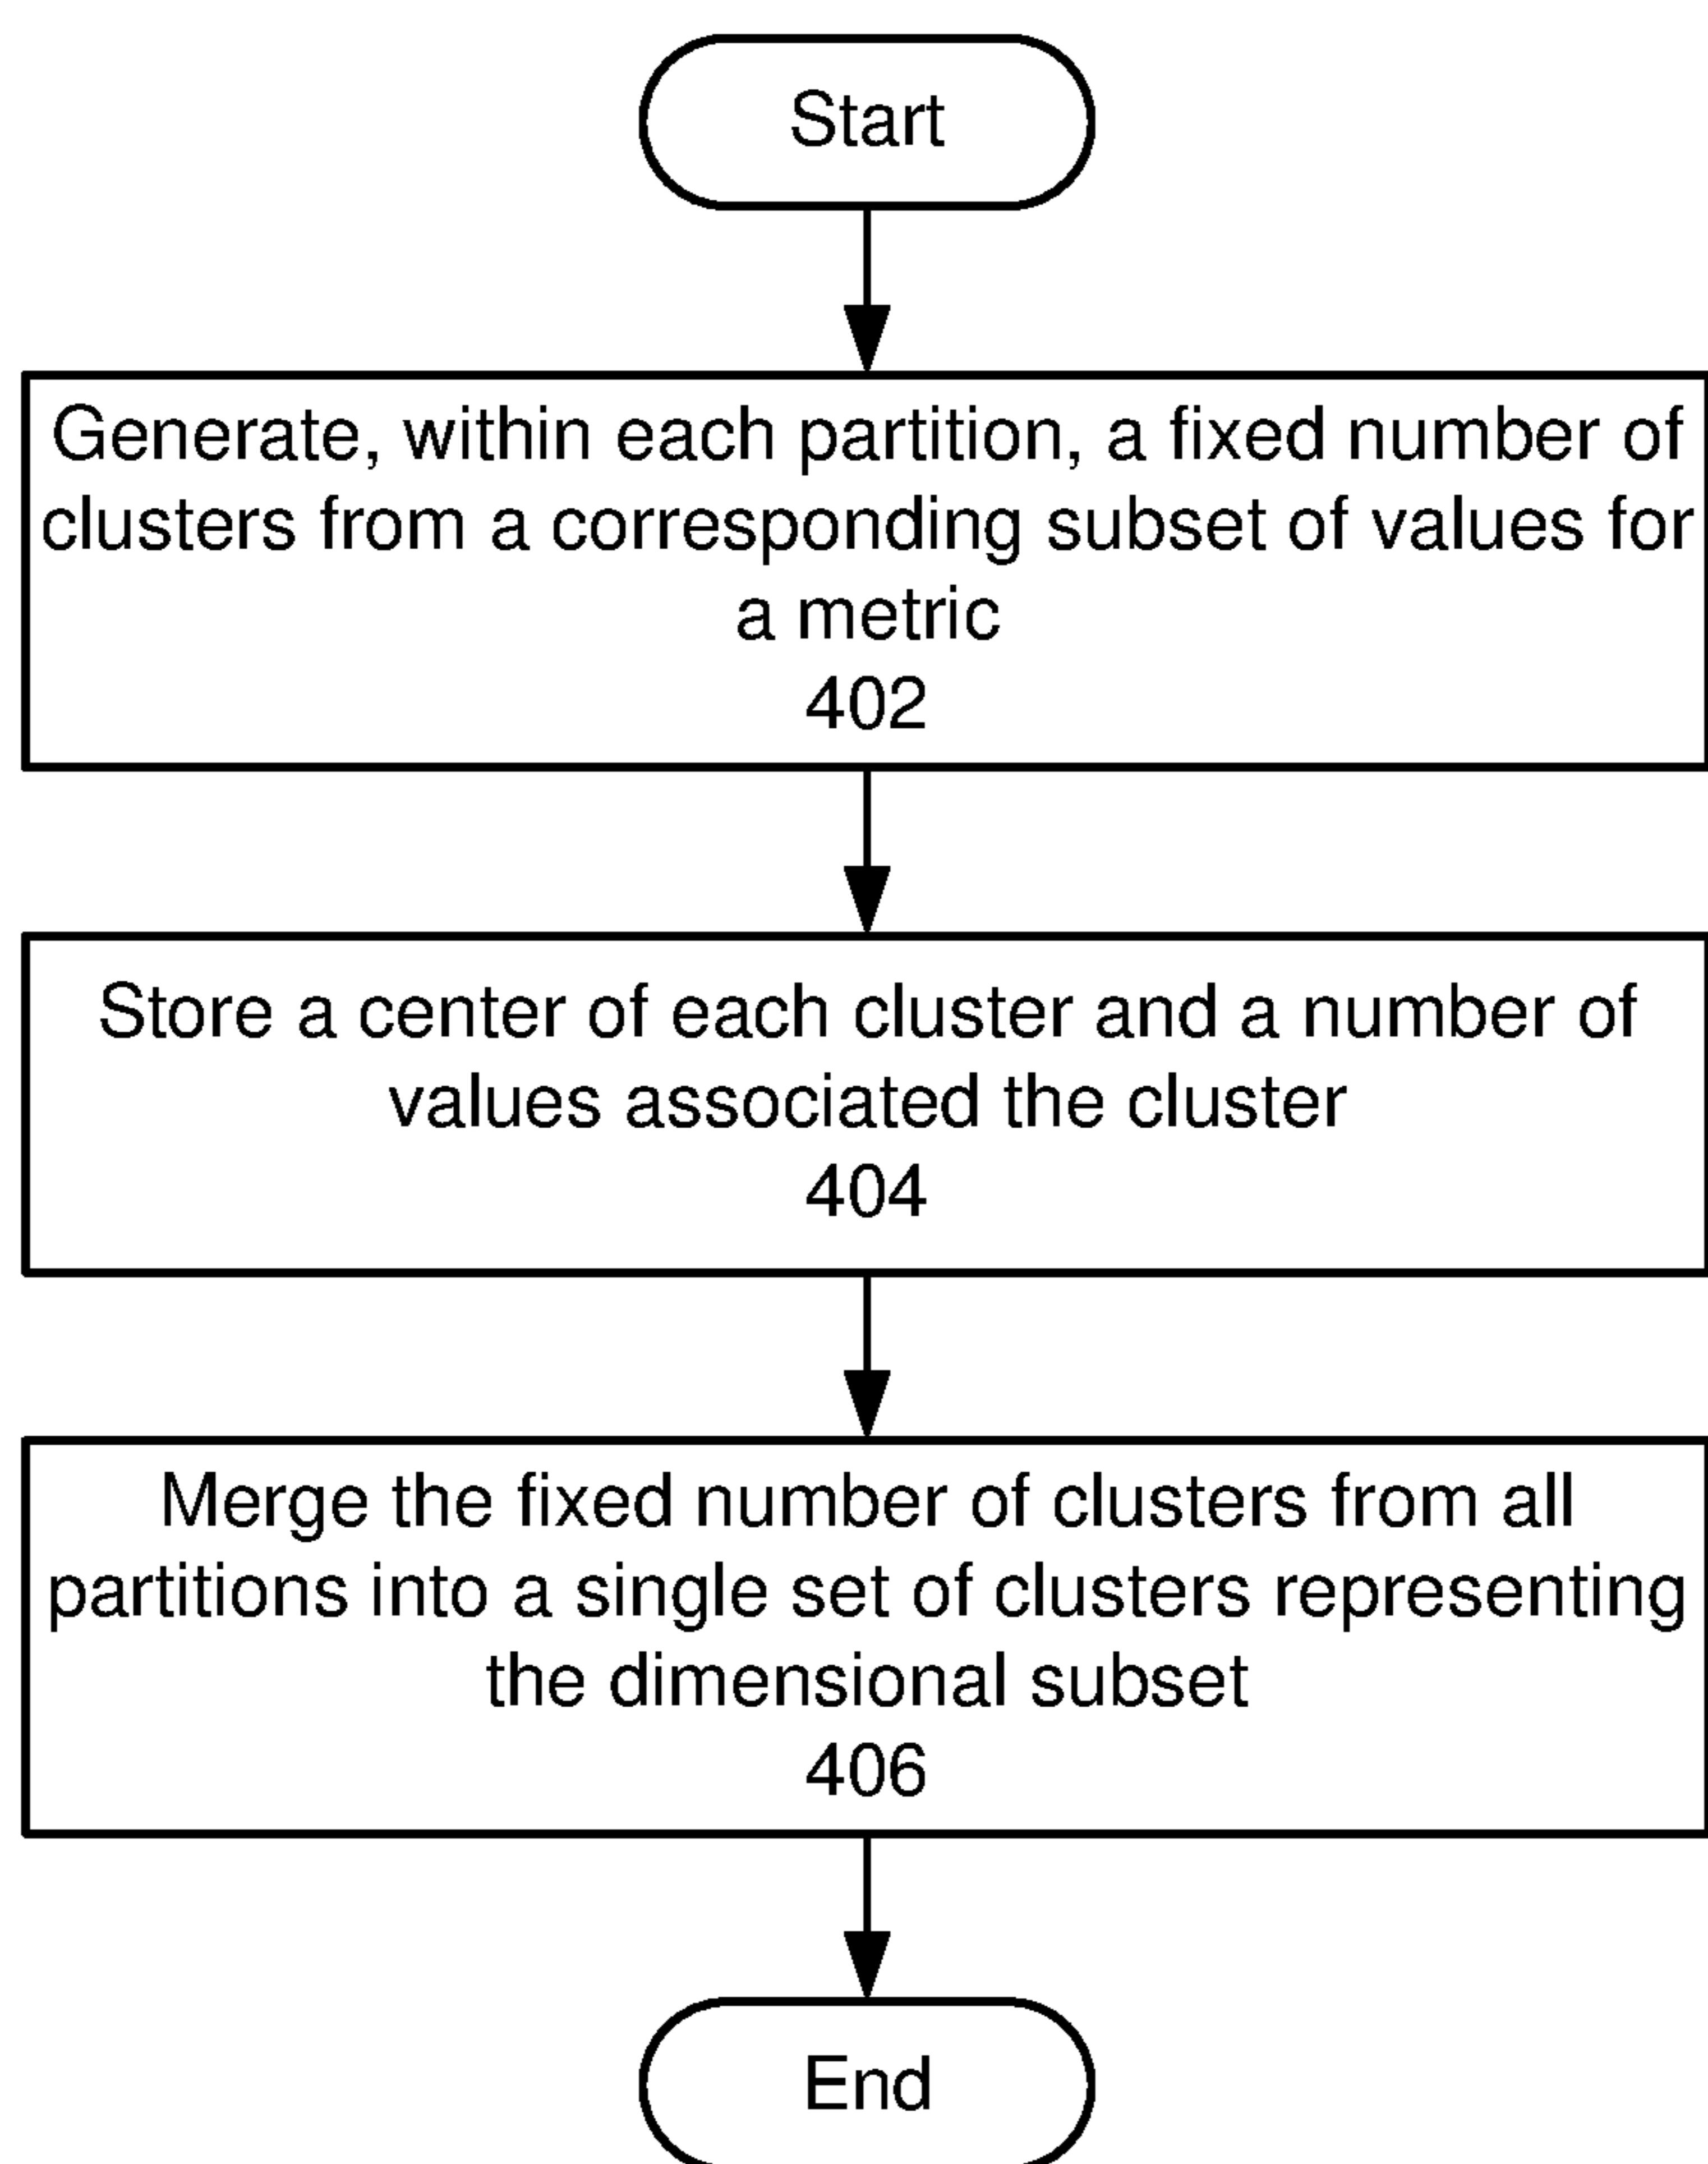 Start
Generate, within each partition, a fixed number of
clusters from a corresponding subset of values for
a metric
402
Store a center of each cluster and a number of
values associated the cluster
404
Merge the fixed number of clusters from all
partitions into a single set of clusters representing
the dimensional subset
406
End